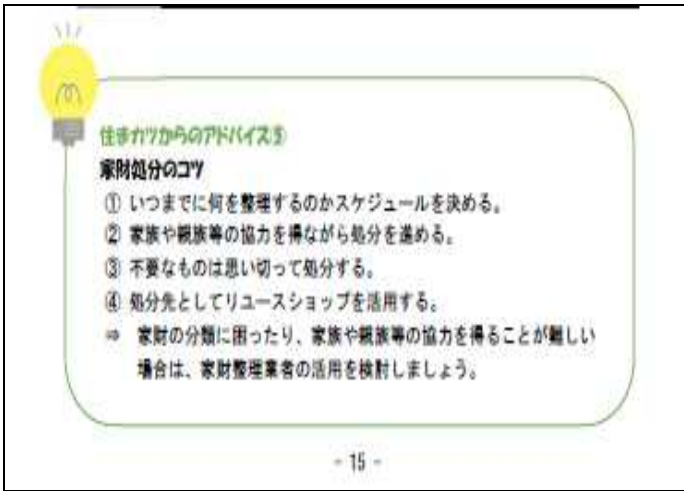 住まカツからのアドバイス⑤
家財処分のコツ
① いつまでに何を整理するのかスケジュールを決める。
② 家族や親族等の協力を得ながら処分を進める。
③ 不要なものは思い切って処分する。
④ 処分先としてリユースショップを活用する。
⇒ 家財の分類に困ったり、家族や親族等の協力を得ることが難しい
場合は、家財整理業者の活用を検討しましょう。
- 15 -